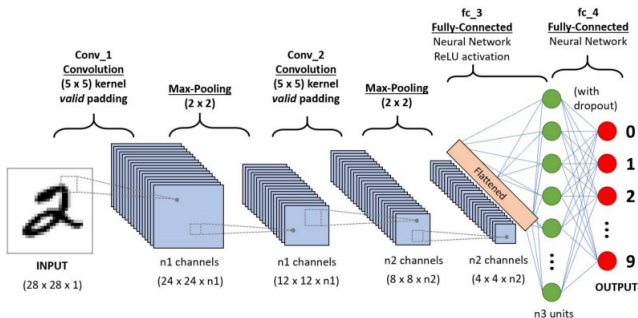 fc_3
Fully-Connected
Neural Network
ReLU activation
fc_4
Fully-Connected
Neural Network
Conv_1
Convolution
(5 x 5) kernel
valid padding
Max-Pooling
(2 x 2)
Conv_2
Convolution
(5 x 5) kernel
valid padding
Max-Pooling
(2 x 2)
(with
dropout)
Flattened
0
1
2
9
INPUT
(28 x 28 x 1)
n1 channels
(24 x 24 x n1)
n1 channels
(12 x 12 x n1)
n2 channels
(8 x 8 x n2)
n2 channels
(4 x 4 x n2)
OUTPUT
n3 units